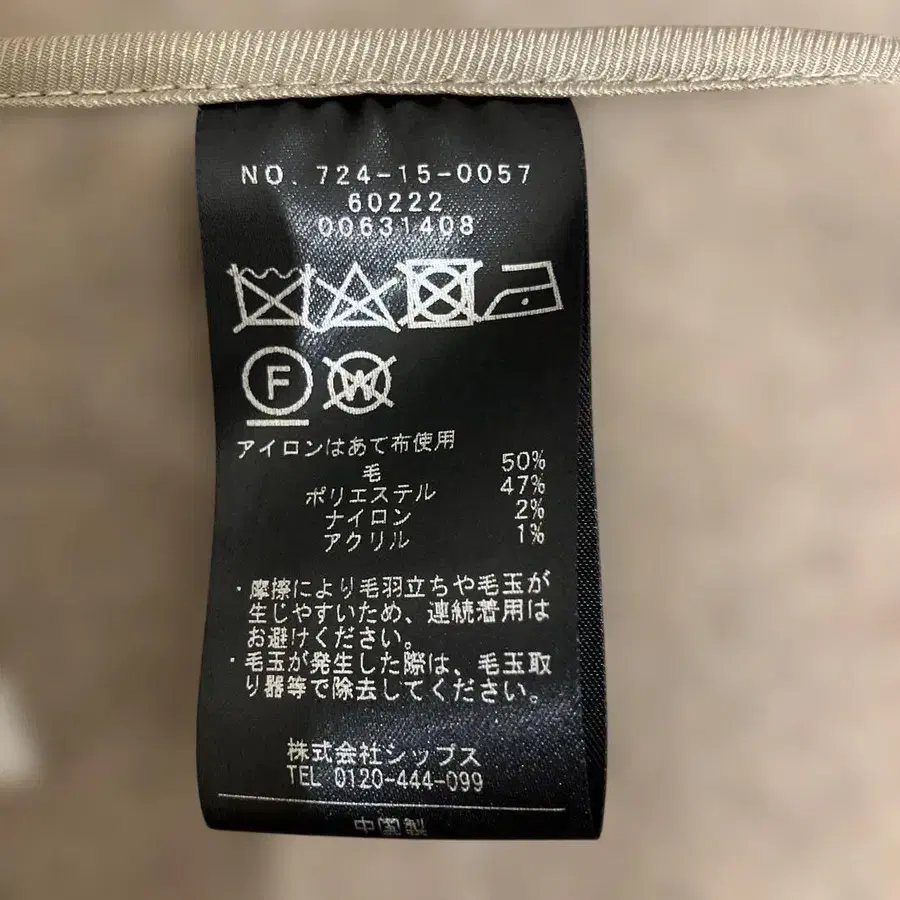 NO. 724-15-0057
60222
00631408
F
W
アイロンはあて布使用
毛 50%
ポリエステル 47%
ナイロン 2%
アクリル 1%
・摩擦により毛羽立ちや毛玉が
生じやすいため、連続着用は
お避けください。
・毛玉が発生した際は、毛玉取
り器等で除去してください。
株式会社シップス
TEL 0120-444-099
中国製